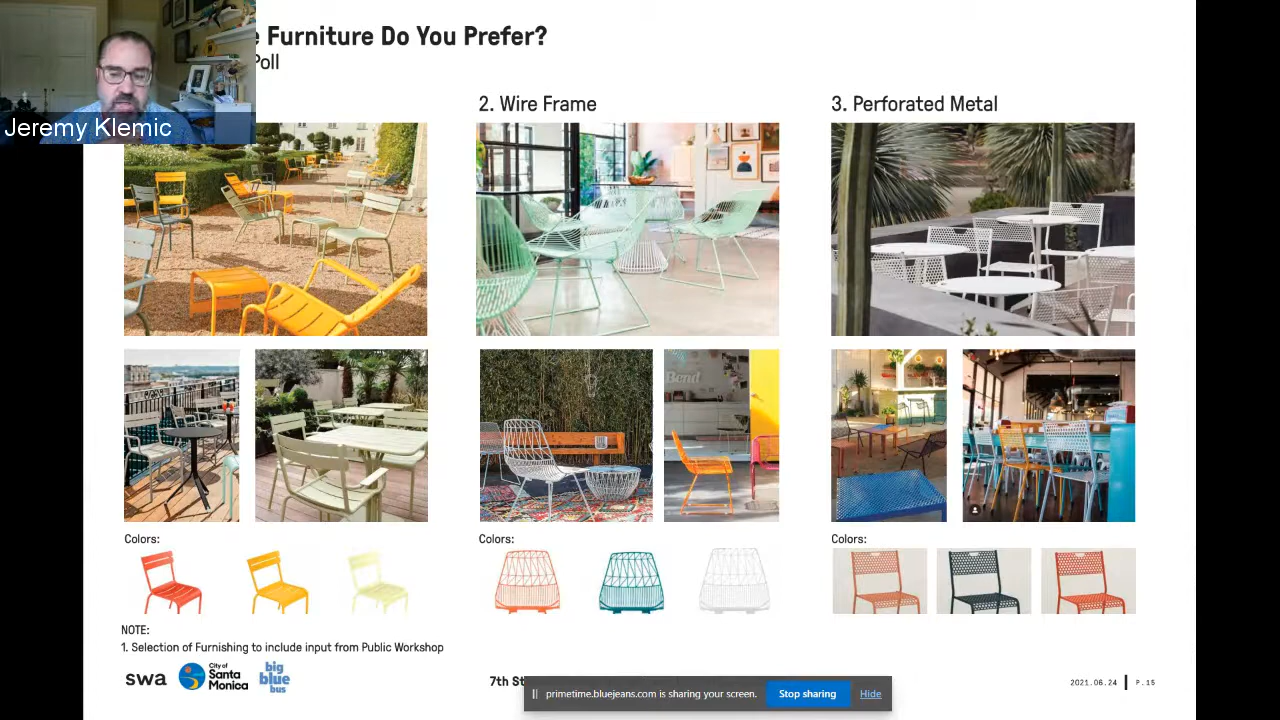 e Furniture Do You Prefer?
Poll
Jeremy Klemic
2. Wire Frame
3. Perforated Metal
Bend
Colors:
Colors:
Colors:
NOTE:
1. Selection of Furnishing to include input from Public Workshop
swa
City of
Santa
Monica
big
blue
bus
7th St
primetime.bluejeans.com is sharing your screen.
Stop sharing
Hide
2021.06.24
P.15